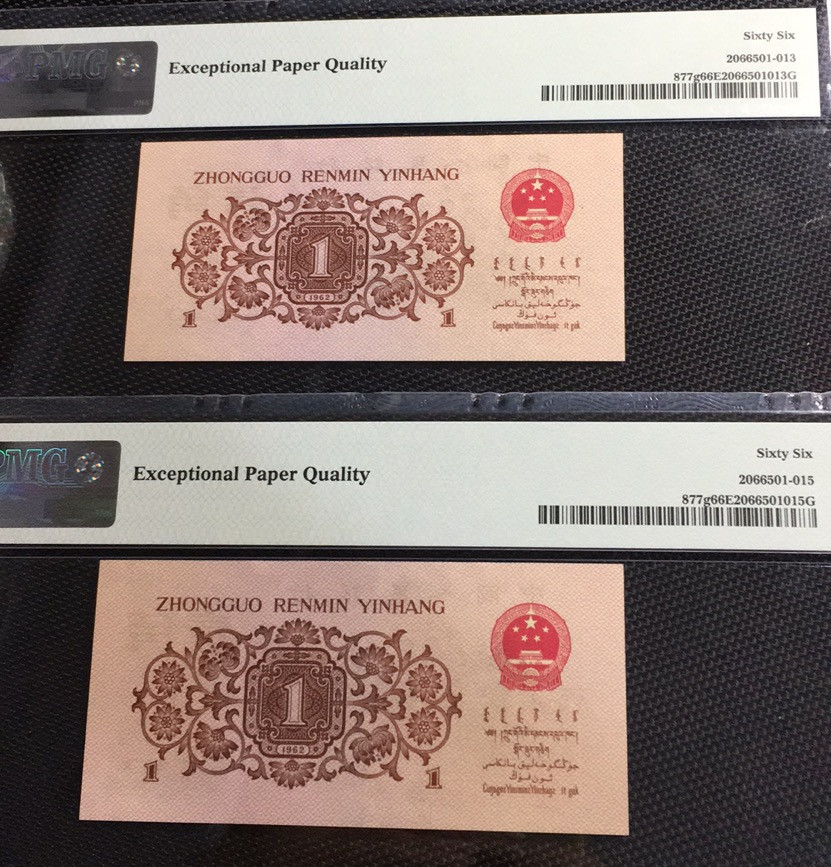 PMG
Exceptional Paper Quality
Sixty Six
2066501-013
877g66E2066501013G
ZHONGGUO RENMIN YINHANG
1
(1962)
1
1
PMG
Exceptional Paper Quality
Sixty Six
2066501-015
877g66E2066501015G
ZHONGGUO RENMIN YINHANG
1
(1962)
1
1